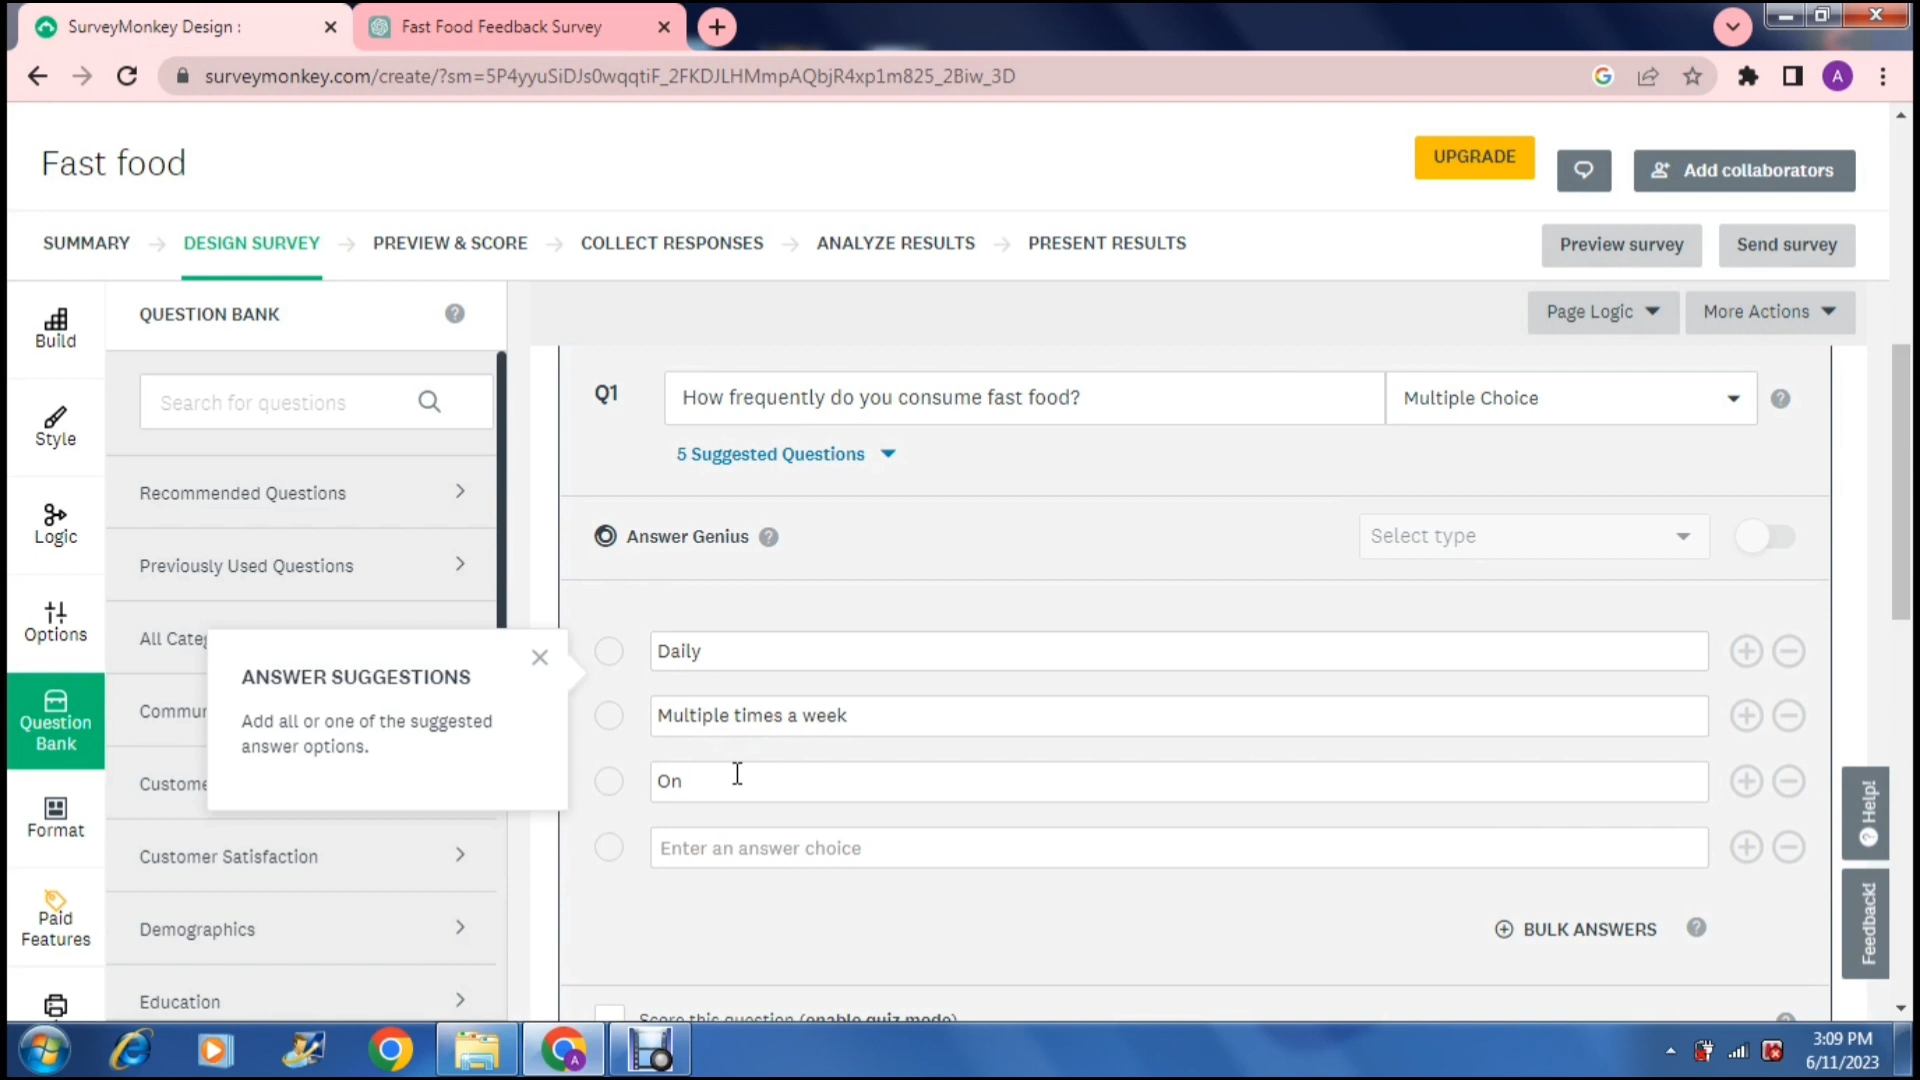 SurveyMonkey Design :
Fast Food Feedback Survey
surveymonkey.com/create/?sm=5P4yyuSiDJs0wqqtiF_2FKDJLHMmpAQbjR4xp1m825_2Biw_3D
A
Fast food
UPGRADE
Add collaborators
SUMMARY
DESIGN SURVEY
PREVIEW & SCORE
COLLECT RESPONSES
ANALYZE RESULTS
PRESENT RESULTS
Preview survey
Send survey
Build
Style
Logic
Options
Question
Bank
Format
Paid
Features
QUESTION BANK
Search for questions
Recommended Questions
Previously Used Questions
All Categ
Commun
Custome
Customer Satisfaction
Demographics
Education
ANSWER SUGGESTIONS
Add all or one of the suggested
answer options.
Page Logic
More Actions
Q1
How frequently do you consume fast food?
Multiple Choice
5 Suggested Questions
Answer Genius
Select type
Daily
Multiple times a week
On
Enter an answer choice
BULK ANSWERS
Score this question (enable quiz mode)
Help!
Feedback!
3:09 PM
6/11/2023